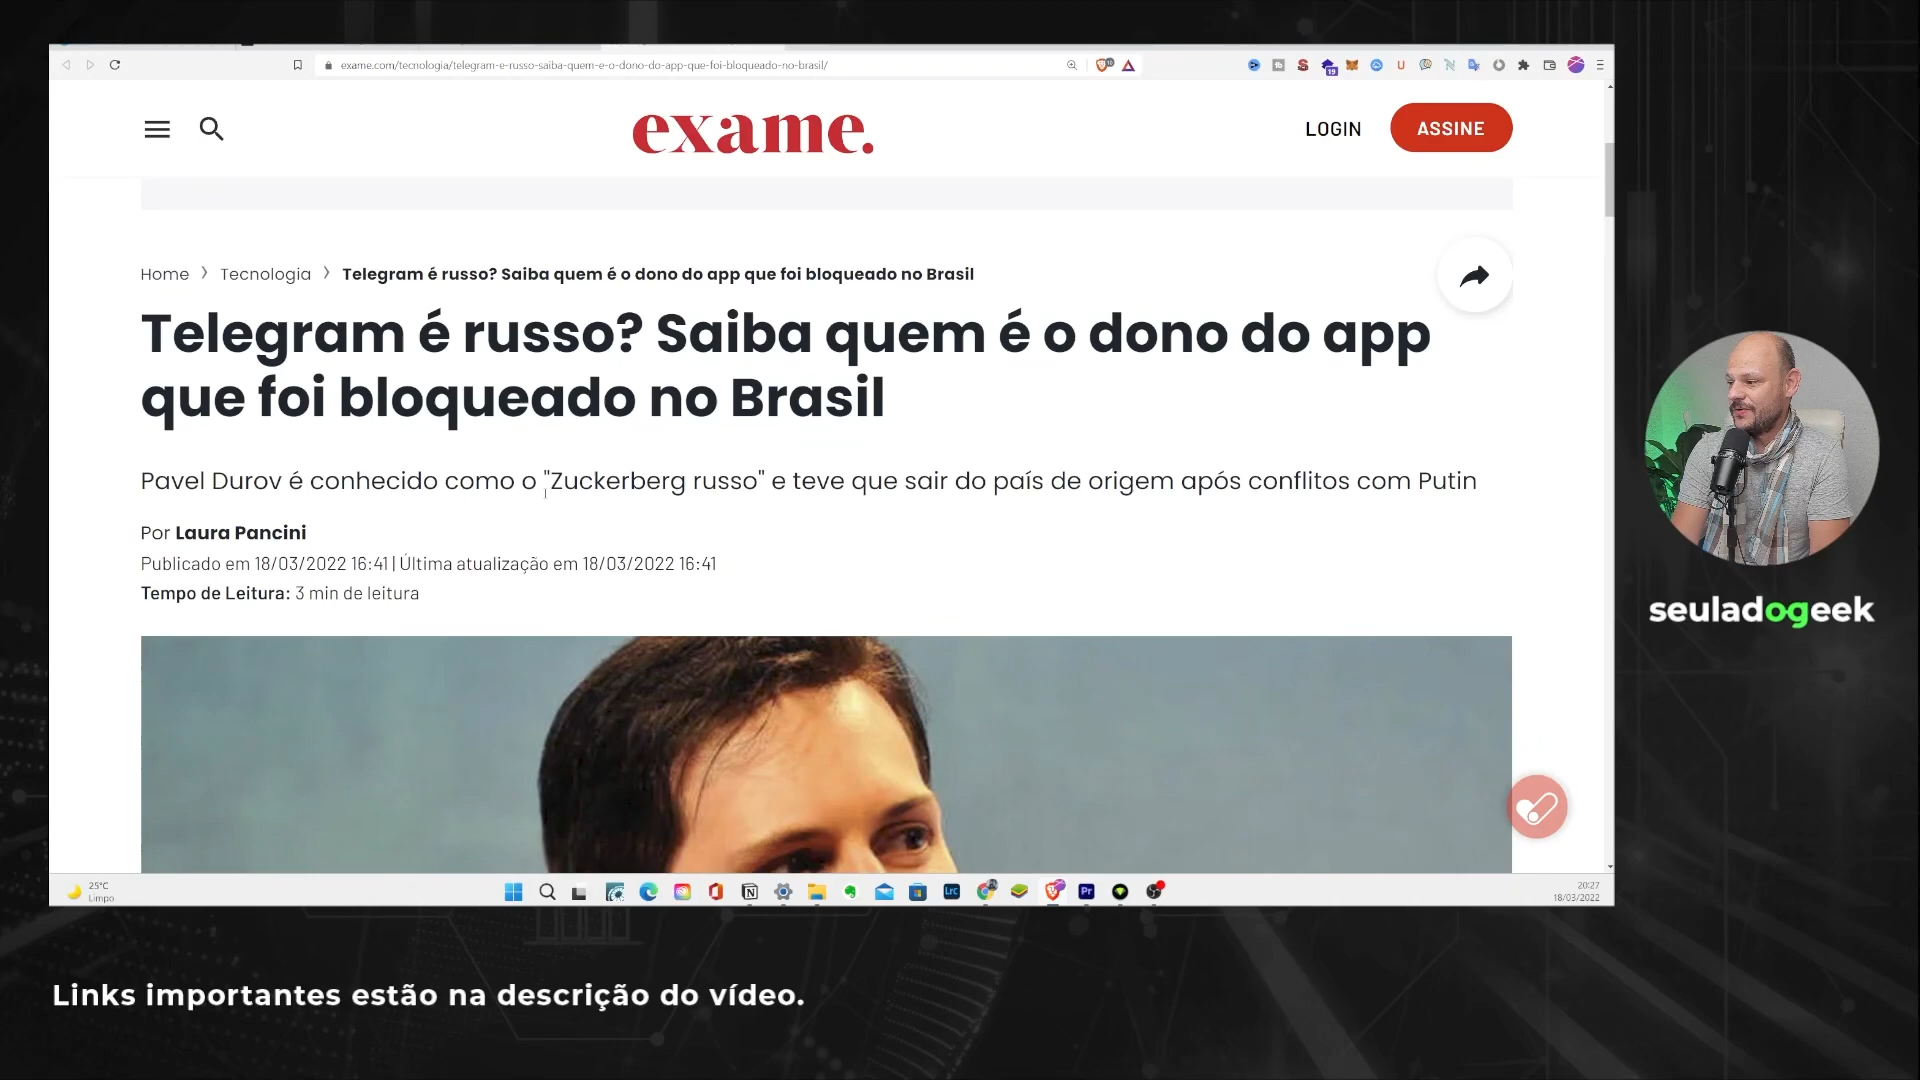 exame.com/tecnologia/telegram-e-russo-saiba-quem-e-o-dono-do-app-que-foi-bloqueado-no-brasil/
exame.
LOGIN
ASSINE
Home > Tecnologia > Telegram é russo? Saiba quem é o dono do app que foi bloqueado no Brasil
Telegram é russo? Saiba quem é o dono do app
que foi bloqueado no Brasil
Pavel Durov é conhecido como o "Zuckerberg russo" e teve que sair do país de origem após conflitos com Putin
Por Laura Pancini
Publicado em 18/03/2022 16:41 | Última atualização em 18/03/2022 16:41
Tempo de Leitura: 3 min de leitura
seuladogeek
25°C
Limpo
Lrc
Pr
20:27
18/03/2022
Links importantes estão na descrição do vídeo.